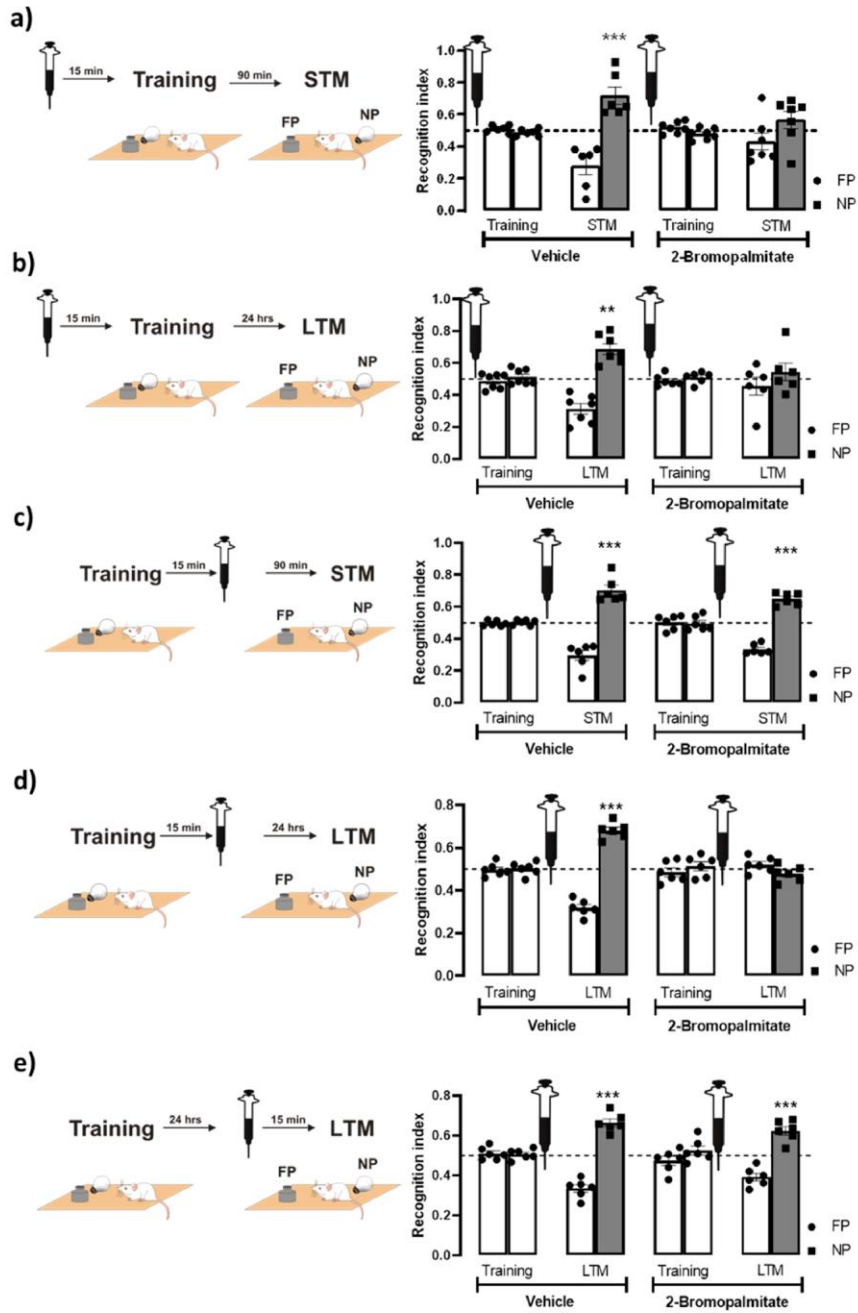 a)
15 min
Training
90 min
STM
FP
NP
Recognition index
1.0
0.8
0.6
0.4
0.2
0.0
***
Training
STM
Training
STM
Vehicle
2-Bromopalmitate
FP
NP
b)
15 min
Training
24 hrs
LTM
FP
NP
Recognition index
1.0
0.8
0.6
0.4
0.2
0.0
**
Training
LTM
Training
LTM
Vehicle
2-Bromopalmitate
FP
NP
c)
Training
15 min
90 min
STM
FP
NP
Recognition index
1.0
0.8
0.6
0.4
0.2
0.0
***
***
Training
STM
Training
STM
Vehicle
2-Bromopalmitate
FP
NP
d)
Training
15 min
24 hrs
LTM
FP
NP
Recognition index
0.8
0.6
0.4
0.2
0.0
***
Training
LTM
Training
LTM
Vehicle
2-Bromopalmitate
FP
NP
e)
Training
24 hrs
15 min
LTM
FP
NP
Recognition index
0.8
0.6
0.4
0.2
0.0
***
***
Training
LTM
Training
LTM
Vehicle
2-Bromopalmitate
FP
NP